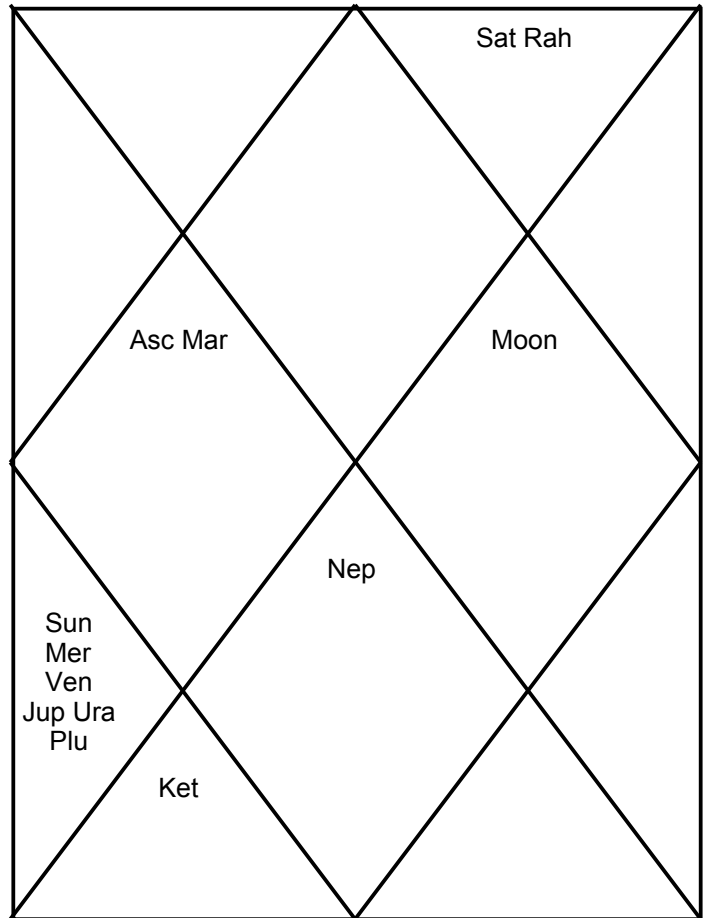 Sat Rah
Asc Mar
Moon
Nep
Sun
Mer
Ven
Jup Ura
Plu
Ket